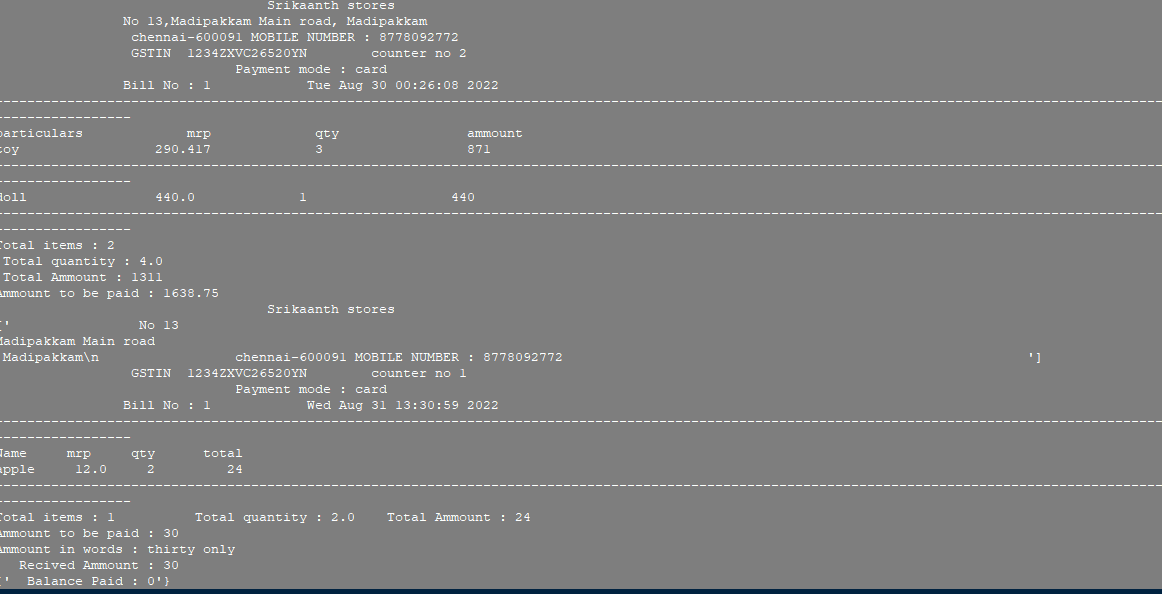 Srikaanth stores
No 13,Madipakkam Main road, Madipakkam
chennai-600091 MOBILE NUMBER : 8778092772
GSTIN  1234ZXVC26520YN        counter no 2
Payment mode : card
Bill No : 1            Tue Aug 30 00:26:08 2022
--------------------------------------------------------------------------------------------------------------------------------------------------
-----------------
particulars             mrp             qty                ammount
toy                 290.417             3                  871
--------------------------------------------------------------------------------------------------------------------------------------------------
-----------------
doll                440.0             1                  440
--------------------------------------------------------------------------------------------------------------------------------------------------
-----------------
Total items : 2
Total quantity : 4.0
Total Ammount : 1311
Ammount to be paid : 1638.75
Srikaanth stores
['                No 13
Madipakkam Main road
Madipakkam\n                 chennai-600091 MOBILE NUMBER : 8778092772                                                          ']
GSTIN  1234ZXVC26520YN        counter no 1
Payment mode : card
Bill No : 1            Wed Aug 31 13:30:59 2022
--------------------------------------------------------------------------------------------------------------------------------------------------
-----------------
Name     mrp     qty      total
apple     12.0     2         24
--------------------------------------------------------------------------------------------------------------------------------------------------
-----------------
Total items : 1          Total quantity : 2.0    Total Ammount : 24
Ammount to be paid : 30
Ammount in words : thirty only
Recived Ammount : 30
{'  Balance Paid : 0'}